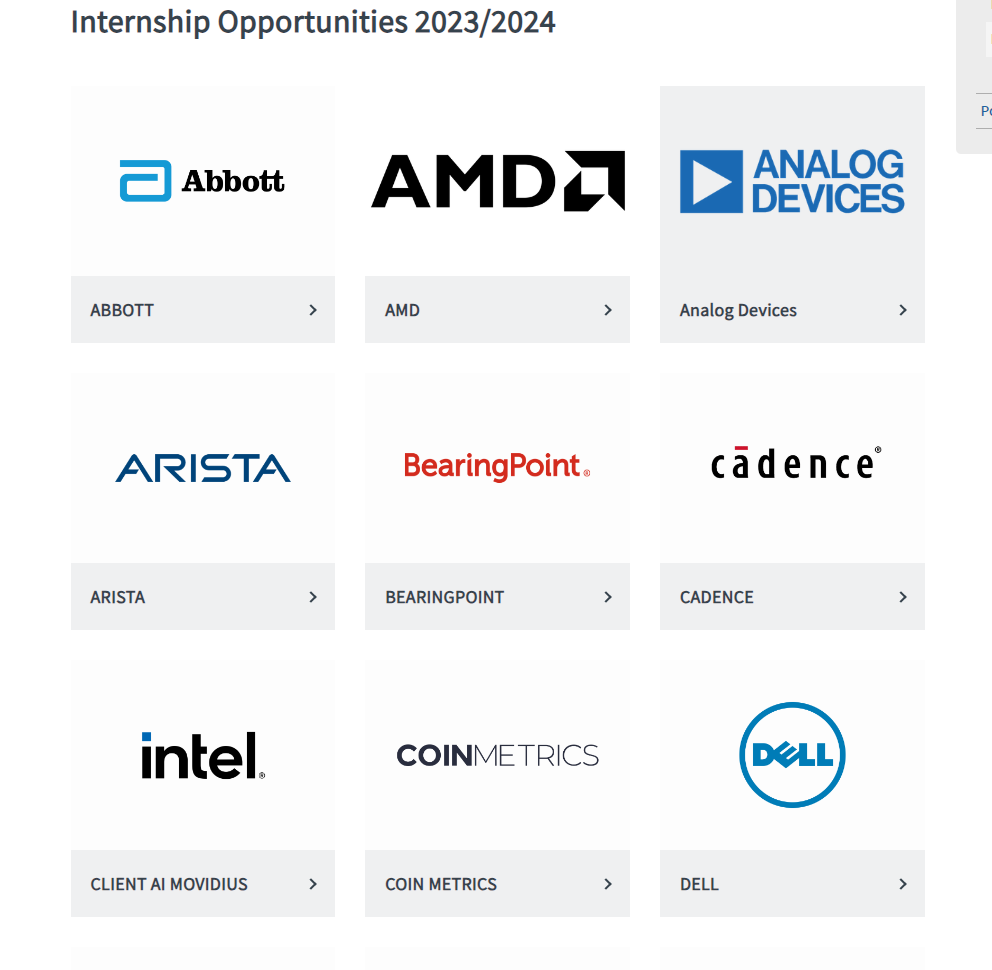 Internship Opportunities 2023/2024
Abbott
AMD
ANALOG
DEVICES
ABBOTT
AMD
Analog Devices
ARISTA
BearingPoint®
cādence®
ARISTA
BEARINGPOINT
CADENCE
intel®
COINMETRICS
DELL
CLIENT AI MOVIDIUS
COIN METRICS
DELL